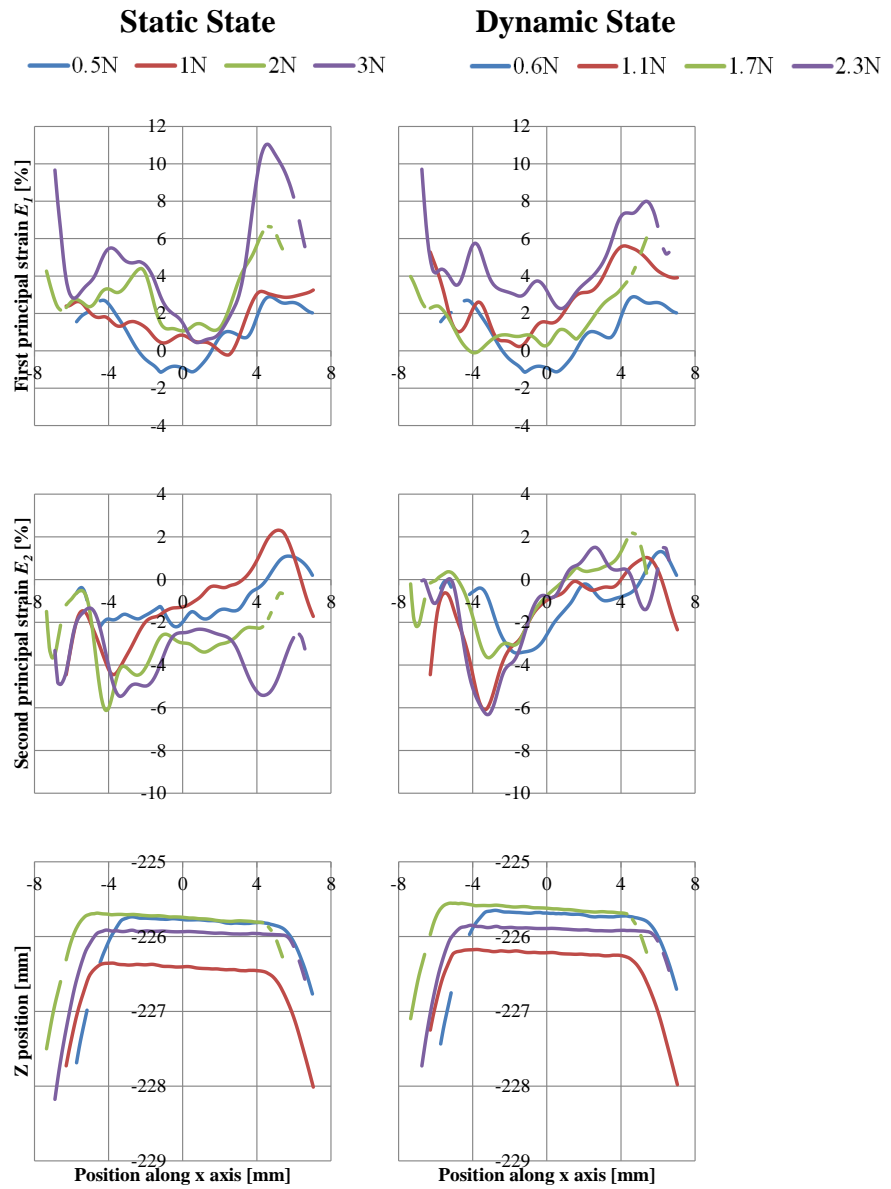 Static State
Dynamic State
0.5N 1N 2N 3N
0.6N 1.1N 1.7N 2.3N
First principal strain E1 [%]
12
10
8
6
4
2
0
-2
-4
-8 -4 0 4 8
12
10
8
6
4
2
0
-2
-4
-8 -4 0 4 8
Second principal strain E2 [%]
4
2
0
-2
-4
-6
-8
-10
-8 -4 0 4 8
4
2
0
-2
-4
-6
-8
-10
-8 -4 0 4 8
Z position [mm]
-225
-226
-227
-228
-229
-8 -4 0 4 8
-225
-226
-227
-228
-229
-8 -4 0 4 8
Position along x axis [mm]
Position along x axis [mm]